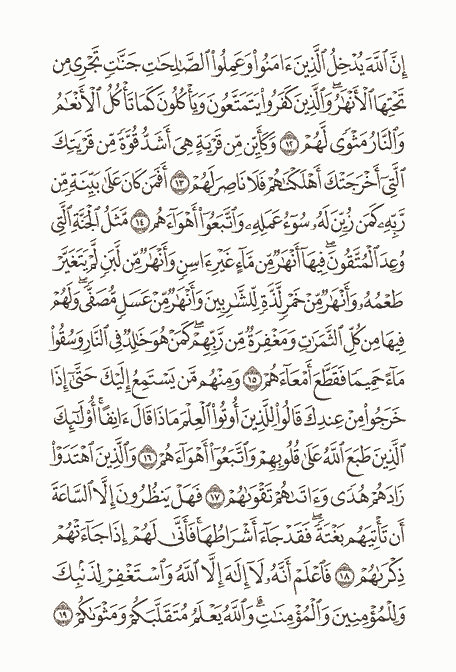 إِنَّ ٱللَّهَ يُدْخِلُ ٱلَّذِينَ ءَامَنُوا۟ وَعَمِلُوا۟ ٱلصَّـٰلِحَـٰتِ جَنَّـٰتٍ تَجْرِى مِن
تَحْتِهَا ٱلْأَنْهَـٰرُ ۖ وَٱلَّذِينَ كَفَرُوا۟ يَتَمَتَّعُونَ وَيَأْكُلُونَ كَمَا تَأْكُلُ ٱلْأَنْعَـٰمُ
وَٱلنَّارُ مَثْوًى لَّهُمْ ١٢ وَكَأَيِّن مِّن قَرْيَةٍ هِىَ أَشَدُّ قُوَّةً مِّن قَرْيَتِكَ
ٱلَّتِىٓ أَخْرَجَتْكَ أَهْلَكْنَـٰهُمْ فَلَا نَاصِرَ لَهُمْ ١٣ أَفَمَن كَانَ عَلَىٰ بَيِّنَةٍ مِّن
رَّبِّهِۦ كَمَن زُيِّنَ لَهُۥ سُوٓءُ عَمَلِهِۦ وَٱتَّبَعُوٓا۟ أَهْوَآءَهُم ١٤ مَّثَلُ ٱلْجَنَّةِ ٱلَّتِى
وُعِدَ ٱلْمُتَّقُونَ ۖ فِيهَآ أَنْهَـٰرٌ مِّن مَّآءٍ غَيْرِ ءَاسِنٍ وَأَنْهَـٰرٌ مِّن لَّبَنٍ لَّمْ يَتَغَيَّرْ
طَعْمُهُۥ وَأَنْهَـٰرٌ مِّنْ خَمْرٍ لَّذَّةٍ لِّلشَّـٰرِبِينَ وَأَنْهَـٰرٌ مِّنْ عَسَلٍ مُّصَفًّى ۖ وَلَهُمْ
فِيهَا مِن كُلِّ ٱلثَّمَرَٰتِ وَمَغْفِرَةٌ مِّن رَّبِّهِمْ ۖ كَمَنْ هُوَ خَـٰلِدٌ فِى ٱلنَّارِ وَسُقُوا۟
مَآءً حَمِيمًا فَقَطَّعَ أَمْعَآءَهُمْ ١٥ وَمِنْهُم مَّن يَسْتَمِعُ إِلَيْكَ حَتَّىٰٓ إِذَا
خَرَجُوا۟ مِنْ عِندِكَ قَالُوا۟ لِلَّذِينَ أُوتُوا۟ ٱلْعِلْمَ مَاذَا قَالَ ءَانِفًا ۚ أُو۟لَـٰٓئِكَ
ٱلَّذِينَ طَبَعَ ٱللَّهُ عَلَىٰ قُلُوبِهِمْ وَٱتَّبَعُوٓا۟ أَهْوَآءَهُمْ ١٦ وَٱلَّذِينَ ٱهْتَدَوْا۟
زَادَهُمْ هُدًى وَءَاتَىٰهُمْ تَقْوَىٰهُمْ ١٧ فَهَلْ يَنظُرُونَ إِلَّا ٱلسَّاعَةَ
أَن تَأْتِيَهُم بَغْتَةً ۖ فَقَدْ جَآءَ أَشْرَاطُهَا ۚ فَأَنَّىٰ لَهُمْ إِذَا جَآءَتْهُمْ
ذِكْرَىٰهُمْ ١٨ فَٱعْلَمْ أَنَّهُۥ لَآ إِلَـٰهَ إِلَّا ٱللَّهُ وَٱسْتَغْفِرْ لِذَنۢبِكَ
وَلِلْمُؤْمِنِينَ وَٱلْمُؤْمِنَـٰتِ ۗ وَٱللَّهُ يَعْلَمُ مُتَقَلَّبَكُمْ وَمَثْوَىٰكُمْ ١٩